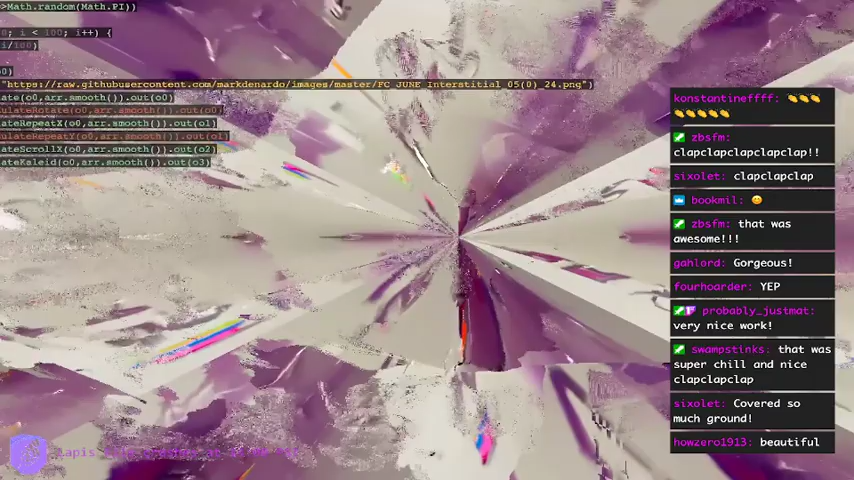 >Math.random(Math.PI))
0; i < 100; i++) {
i/100)
"https://raw.githubusercontent.com/markdenardo/images/master/FC_JUNE_Interstitial_05(0)_24.png")
ate(o0,arr.smooth()).out(o0)
ulateRotate(o0,arr.smooth()).out(o0)
ateRepeatX(o0,arr.smooth()).out(o1)
ulateRepeatY(o0,arr.smooth()).out(o1)
ateScrollX(o0,arr.smooth()).out(o2)
ateKaleid(o0,arr.smooth()).out(o3)
konstantineffff: 👏👏👏
👏👏👏👏👏
zbsfm:
clapclapclapclapclap!!
sixolet: clapclapclap
bookmil: 😊
zbsfm: that was
awesome!!!
gahlord: Gorgeous!
fourhoarder: YEP
probably_justmat:
very nice work!
swampstinks: that was
super chill and nice
clapclapclap
sixolet: Covered so
much ground!
howzero1913: beautiful